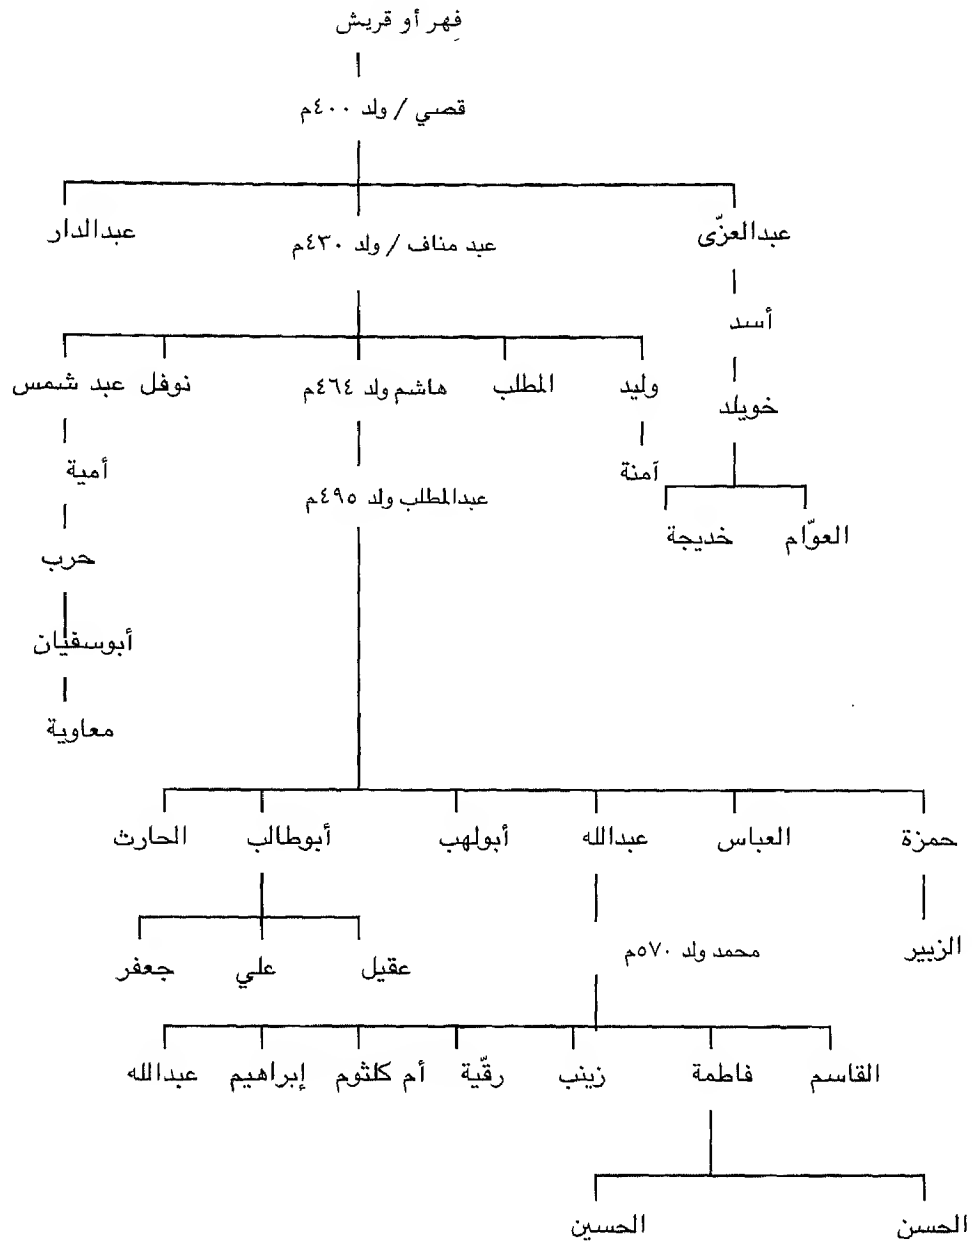 فِهر أو قريش
قصي / ولد ٤٠٠م
عبدالعزّى عبد مناف / ولد ٤٣٠م عبدالدار
أسد
وليد المطلب هاشم ولد ٤٦٤م نوفل عبد شمس
خويلد
آمنة عبدالمطلب ولد ٤٩٥م أمية
العوّام خديجة
حرب
أبوسفيان
معاوية
حمزة العباس عبدالله أبولهب أبوطالب الحارث
الزبير محمد ولد ٥٧٠م عقيل علي جعفر
القاسم فاطمة زينب رقّية أم كلثوم إبراهيم عبدالله
الحسن الحسين